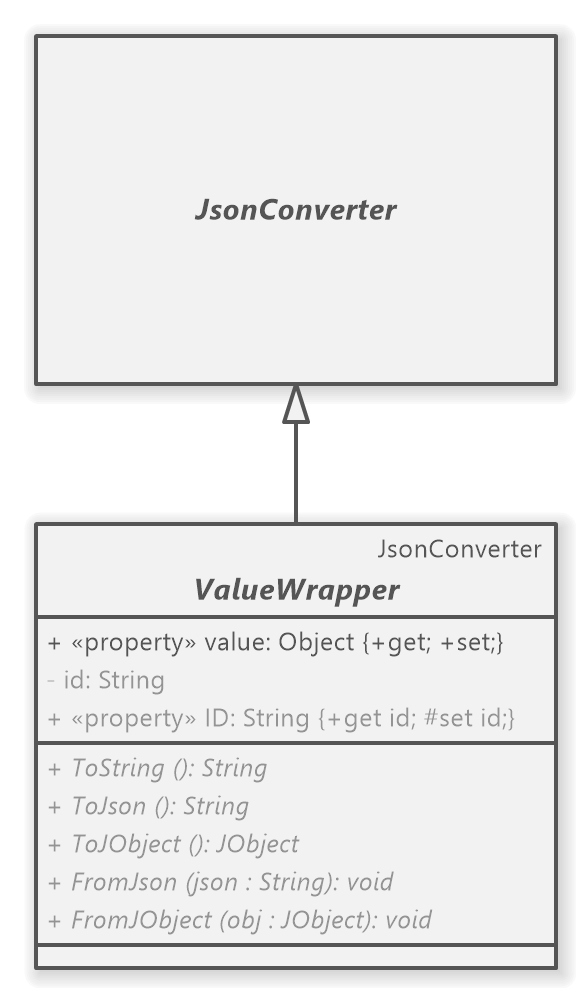 JsonConverter
JsonConverter
ValueWrapper
+ «property» value: Object {+get; +set;}
- id: String
+ «property» ID: String {+get id; #set id;}
+ ToString (): String
+ ToJson (): String
+ ToJObject (): JObject
+ FromJson (json : String): void
+ FromJObject (obj : JObject): void